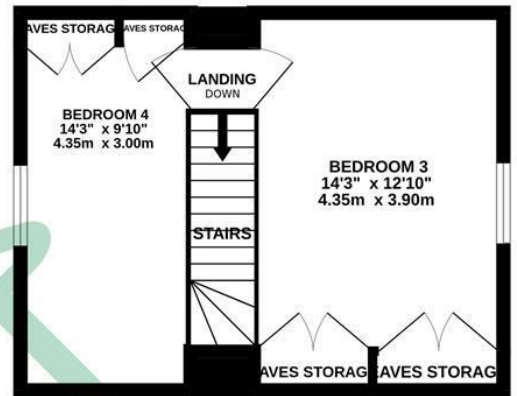 AVES STORAG
AVES STORAG
LANDING
DOWN
BEDROOM 4
14'3" x 9'10"
4.35m x 3.00m
BEDROOM 3
14'3" x 12'10"
4.35m x 3.90m
STAIRS
AVES STORAG
EAVES STORAG